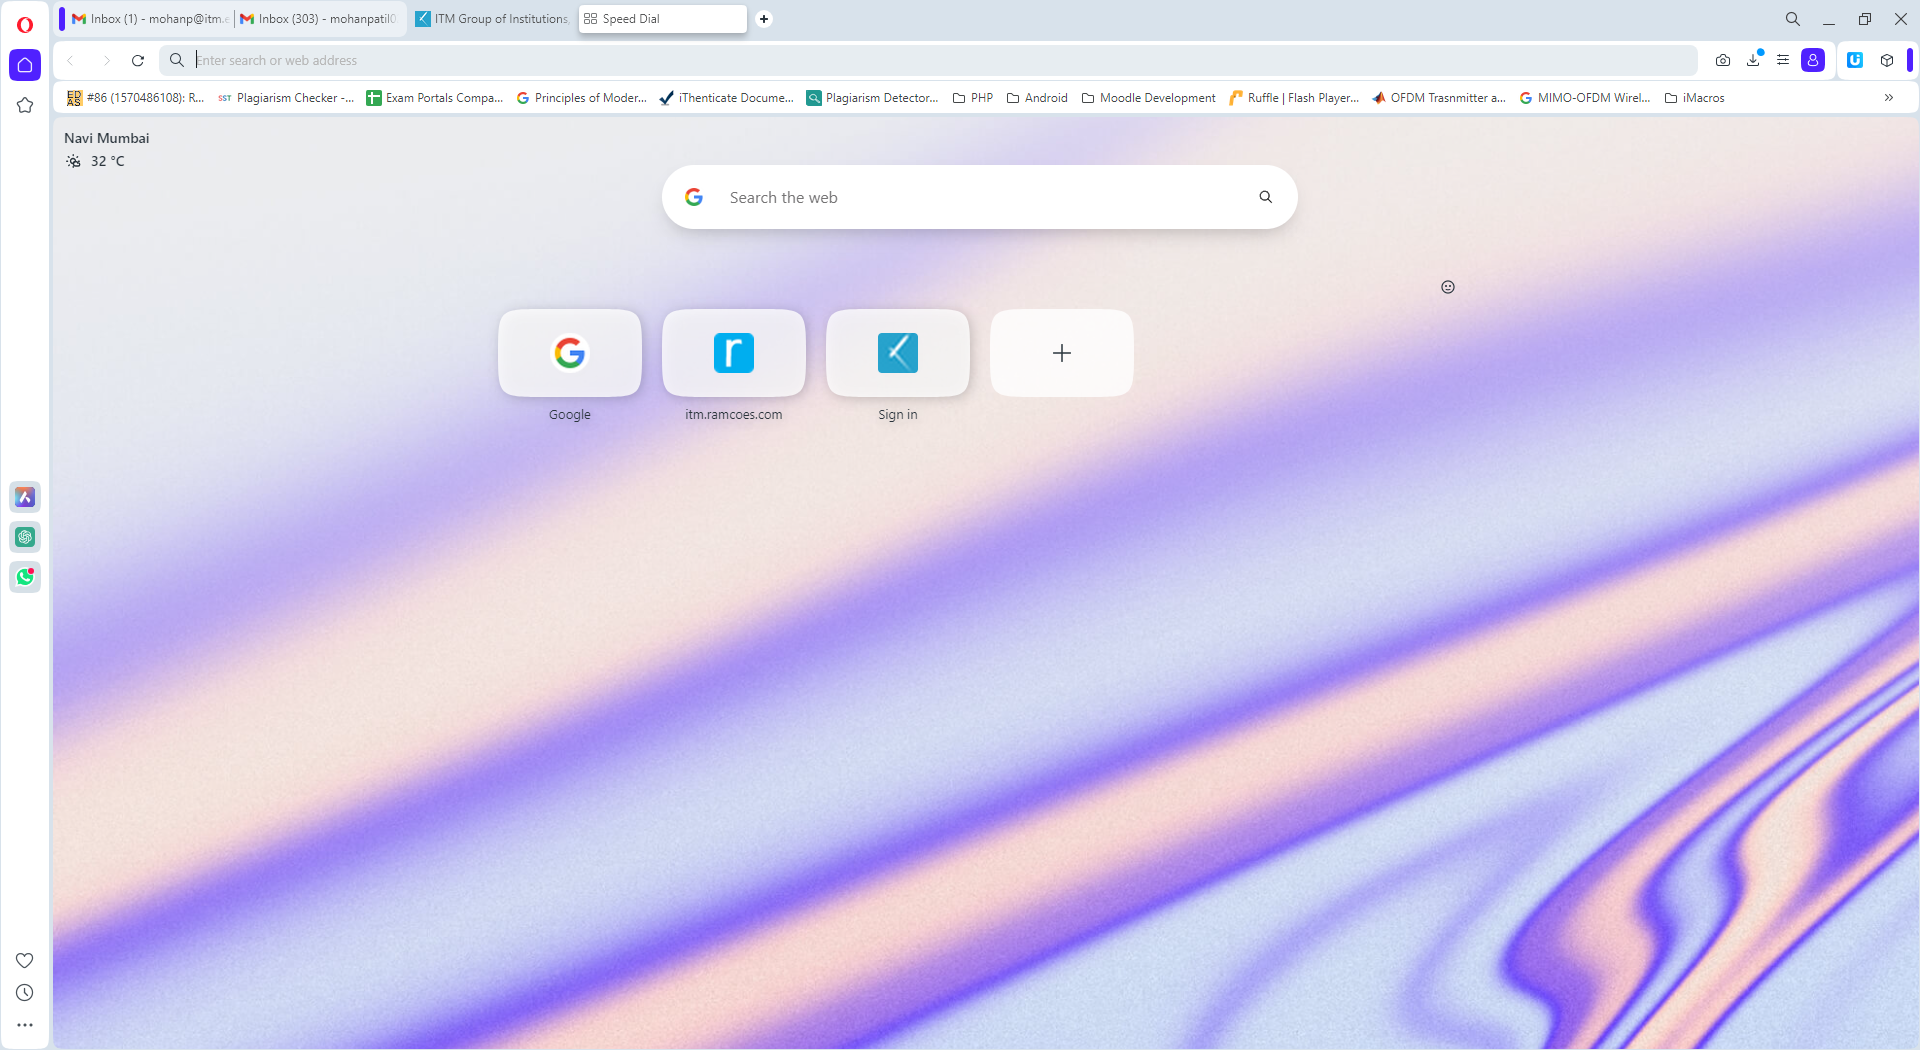 Inbox (1) - mohanp@itm.e
Inbox (303) - mohanpatil0
ITM Group of Institutions,
Speed Dial
Enter search or web address
EDAS #86 (1570486108): R...
SST Plagiarism Checker -...
Exam Portals Compa...
Principles of Moder...
iThenticate Docume...
Plagiarism Detector...
PHP
Android
Moodle Development
Ruffle | Flash Player...
OFDM Trasnmitter a...
MIMO-OFDM Wirel...
iMacros
Navi Mumbai
32 °C
Search the web
Google
itm.ramcoes.com
Sign in